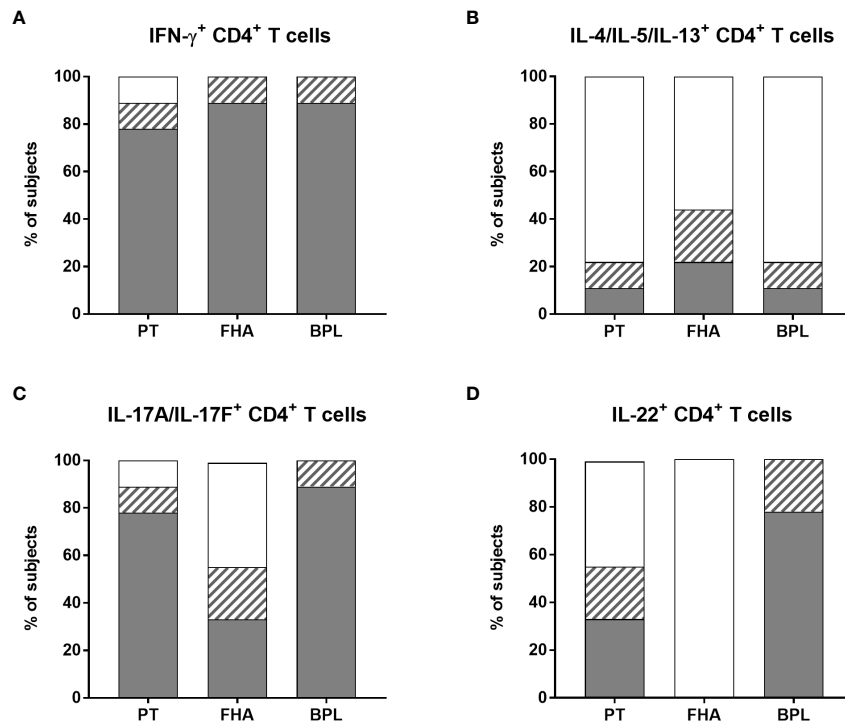 A
IFN-γ⁺ CD4⁺ T cells
% of subjects
100
80
60
40
20
0
PT FHA BPL
B
IL-4/IL-5/IL-13⁺ CD4⁺ T cells
% of subjects
100
80
60
40
20
0
PT FHA BPL
C
IL-17A/IL-17F⁺ CD4⁺ T cells
% of subjects
100
80
60
40
20
0
PT FHA BPL
D
IL-22⁺ CD4⁺ T cells
% of subjects
100
80
60
40
20
0
PT FHA BPL